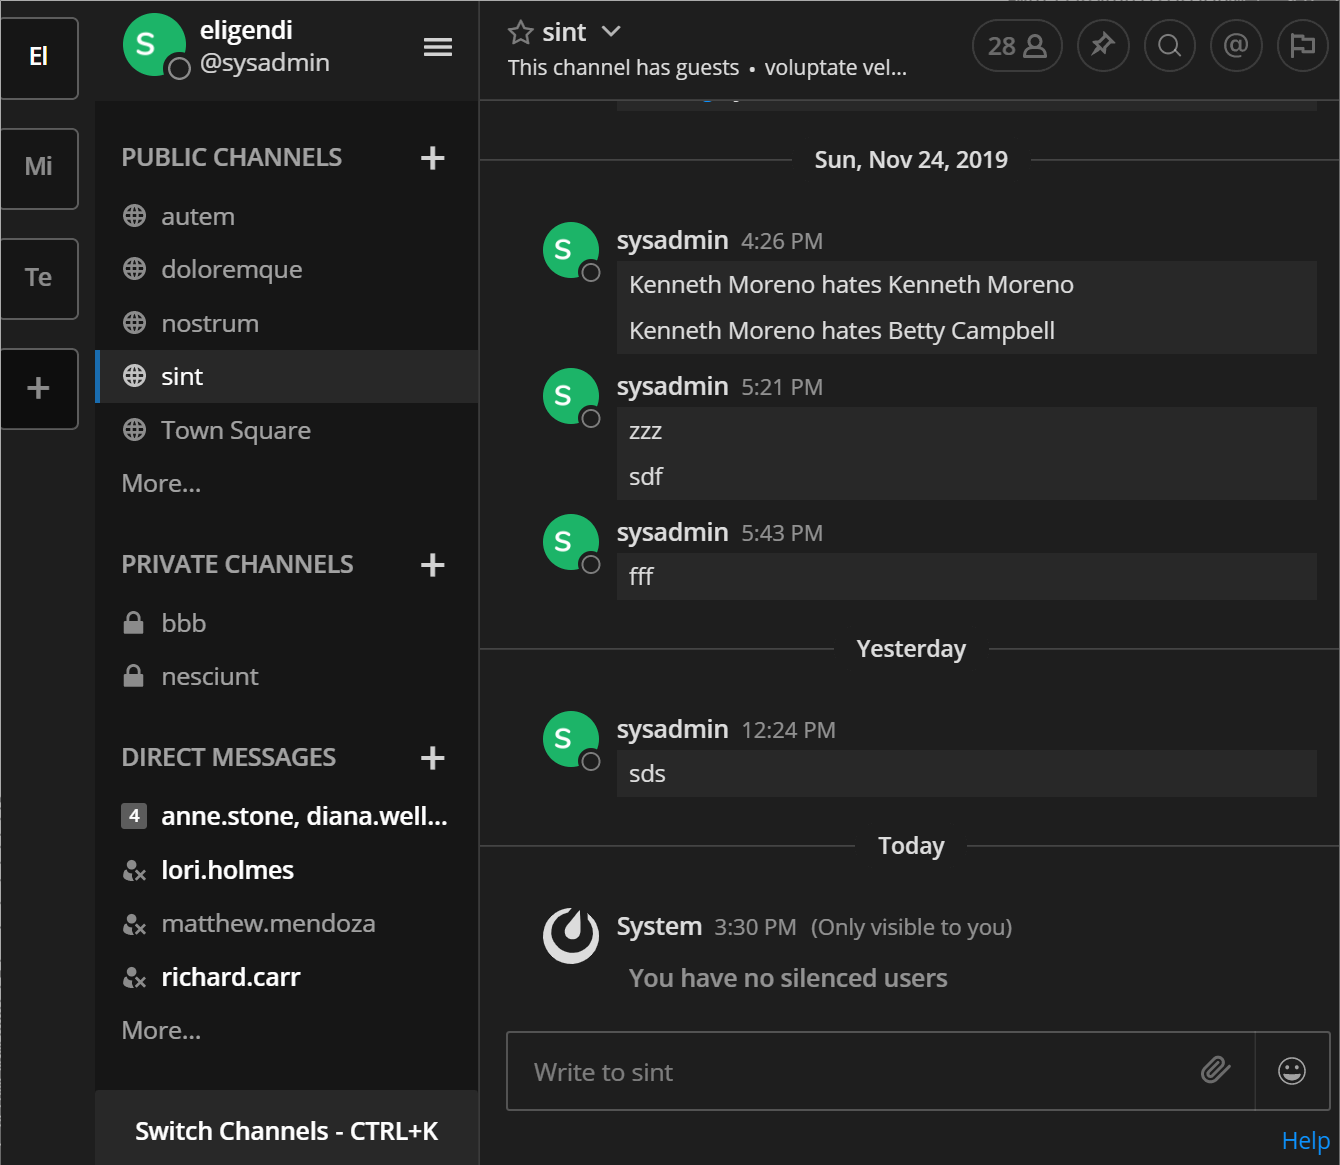 El
Mi
Te
+
S
eligendi
@sysadmin
PUBLIC CHANNELS +
autem
doloremque
nostrum
sint
Town Square
More...
PRIVATE CHANNELS +
bbb
nesciunt
DIRECT MESSAGES +
4 anne.stone, diana.well...
lori.holmes
matthew.mendoza
richard.carr
More...
Switch Channels - CTRL+K
sint
This channel has guests • voluptate vel...
28
@
Sun, Nov 24, 2019
S sysadmin 4:26 PM
Kenneth Moreno hates Kenneth Moreno
Kenneth Moreno hates Betty Campbell
S sysadmin 5:21 PM
zzz
sdf
S sysadmin 5:43 PM
fff
Yesterday
S sysadmin 12:24 PM
sds
Today
System 3:30 PM (Only visible to you)
You have no silenced users
Write to sint
Help